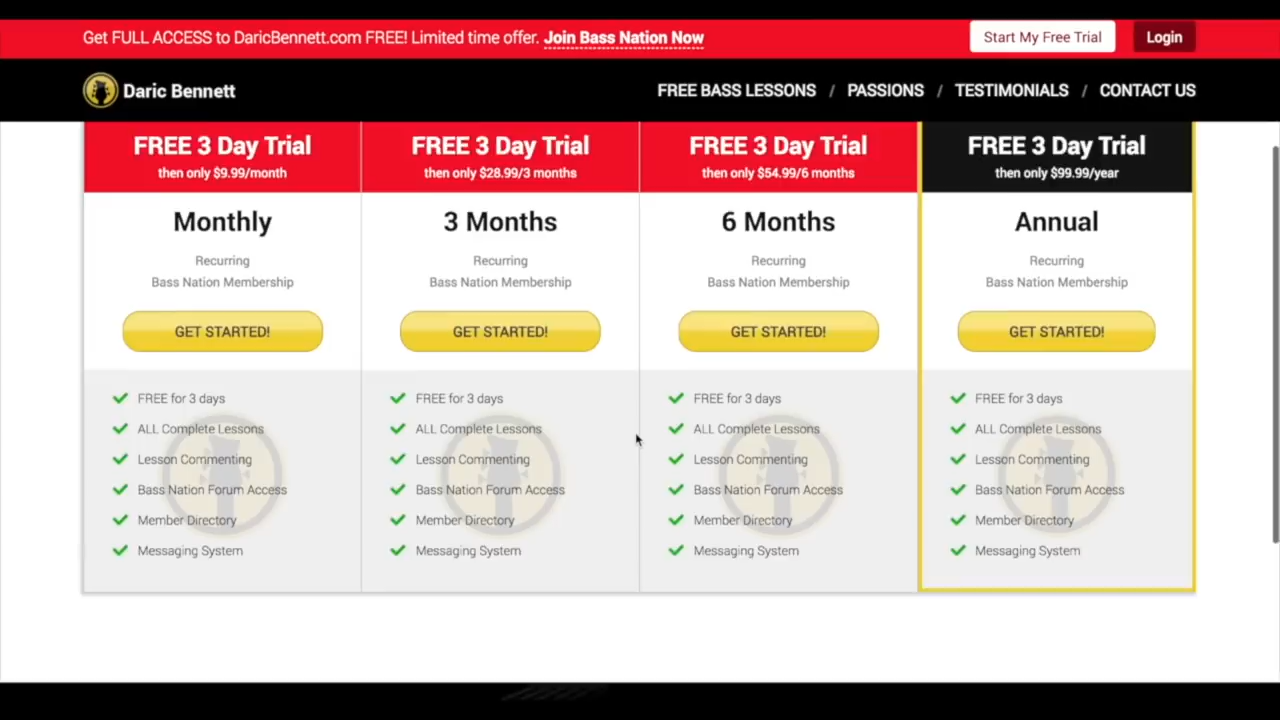 Get FULL ACCESS to DaricBennett.com FREE! Limited time offer. Join Bass Nation Now
Start My Free Trial
Login
Daric Bennett
FREE BASS LESSONS / PASSIONS / TESTIMONIALS / CONTACT US
FREE 3 Day Trial
then only $9.99/month
Monthly
Recurring
Bass Nation Membership
GET STARTED!
FREE for 3 days
ALL Complete Lessons
Lesson Commenting
Bass Nation Forum Access
Member Directory
Messaging System
FREE 3 Day Trial
then only $28.99/3 months
3 Months
Recurring
Bass Nation Membership
GET STARTED!
FREE for 3 days
ALL Complete Lessons
Lesson Commenting
Bass Nation Forum Access
Member Directory
Messaging System
FREE 3 Day Trial
then only $54.99/6 months
6 Months
Recurring
Bass Nation Membership
GET STARTED!
FREE for 3 days
ALL Complete Lessons
Lesson Commenting
Bass Nation Forum Access
Member Directory
Messaging System
FREE 3 Day Trial
then only $99.99/year
Annual
Recurring
Bass Nation Membership
GET STARTED!
FREE for 3 days
ALL Complete Lessons
Lesson Commenting
Bass Nation Forum Access
Member Directory
Messaging System